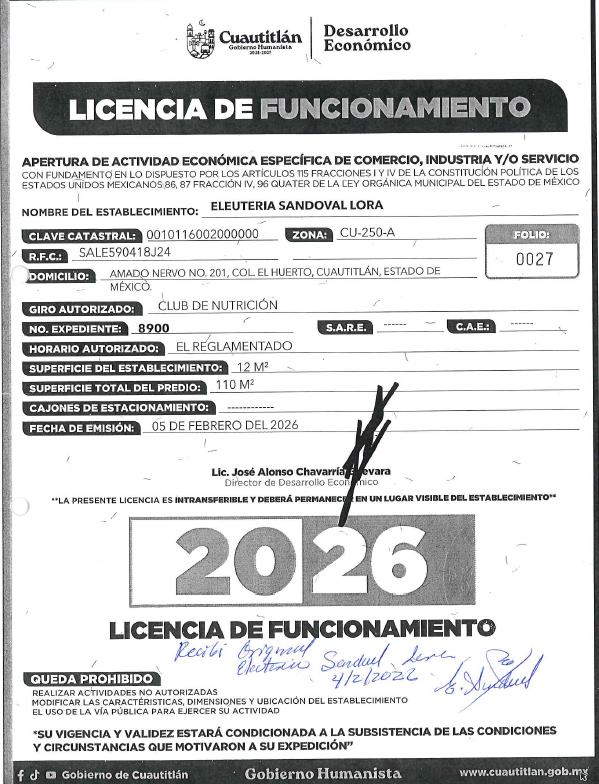 Cuautitlán
Gobierno Humanista
2025-2027
Desarrollo
Económico
LICENCIA DE FUNCIONAMIENTO
APERTURA DE ACTIVIDAD ECONÓMICA ESPECÍFICA DE COMERCIO, INDUSTRIA Y/O SERVICIO
CON FUNDAMENTO EN LO DISPUESTO POR LOS ARTÍCULOS 115 FRACCIONES I Y IV DE LA CONSTITUCIÓN POLÍTICA DE LOS
ESTADOS UNIDOS MEXICANOS;86, 87 FRACCIÓN IV, 96 QUATER DE LA LEY ORGÁNICA MUNICIPAL DEL ESTADO DE MÉXICO
NOMBRE DEL ESTABLECIMIENTO: ELEUTERIA SANDOVAL LORA
CLAVE CATASTRAL: 0010116002000000 ZONA: CU-250-A
FOLIO:
0027
R.F.C.: SALE590418J24
DOMICILIO: AMADO NERVO NO. 201, COL. EL HUERTO, CUAUTITLÁN, ESTADO DE
MÉXICO.
GIRO AUTORIZADO: CLUB DE NUTRICIÓN
NO. EXPEDIENTE: 8900 S.A.R.E.: ------ C.A.E.: ------
HORARIO AUTORIZADO: EL REGLAMENTADO
SUPERFICIE DEL ESTABLECIMIENTO: 12 M²
SUPERFICIE TOTAL DEL PREDIO: 110 M²
CAJONES DE ESTACIONAMIENTO: ------------
FECHA DE EMISIÓN: 05 DE FEBRERO DEL 2026
Lic. José Alonso Chavarría Guevara
Director de Desarrollo Económico
**LA PRESENTE LICENCIA ES INTRANSFERIBLE Y DEBERÁ PERMANECER EN UN LUGAR VISIBLE DEL ESTABLECIMIENTO**
2026
LICENCIA DE FUNCIONAMIENTO
Recibi Original
4/2/2026
QUEDA PROHIBIDO
REALIZAR ACTIVIDADES NO AUTORIZADAS
MODIFICAR LAS CARACTERÍSTICAS, DIMENSIONES Y UBICACIÓN DEL ESTABLECIMIENTO
EL USO DE LA VÍA PÚBLICA PARA EJERCER SU ACTIVIDAD
"SU VIGENCIA Y VALIDEZ ESTARÁ CONDICIONADA A LA SUBSISTENCIA DE LAS CONDICIONES
Y CIRCUNSTANCIAS QUE MOTIVARON A SU EXPEDICIÓN"
Gobierno de Cuautitlán Gobierno Humanista www.cuautitlan.gob.mx